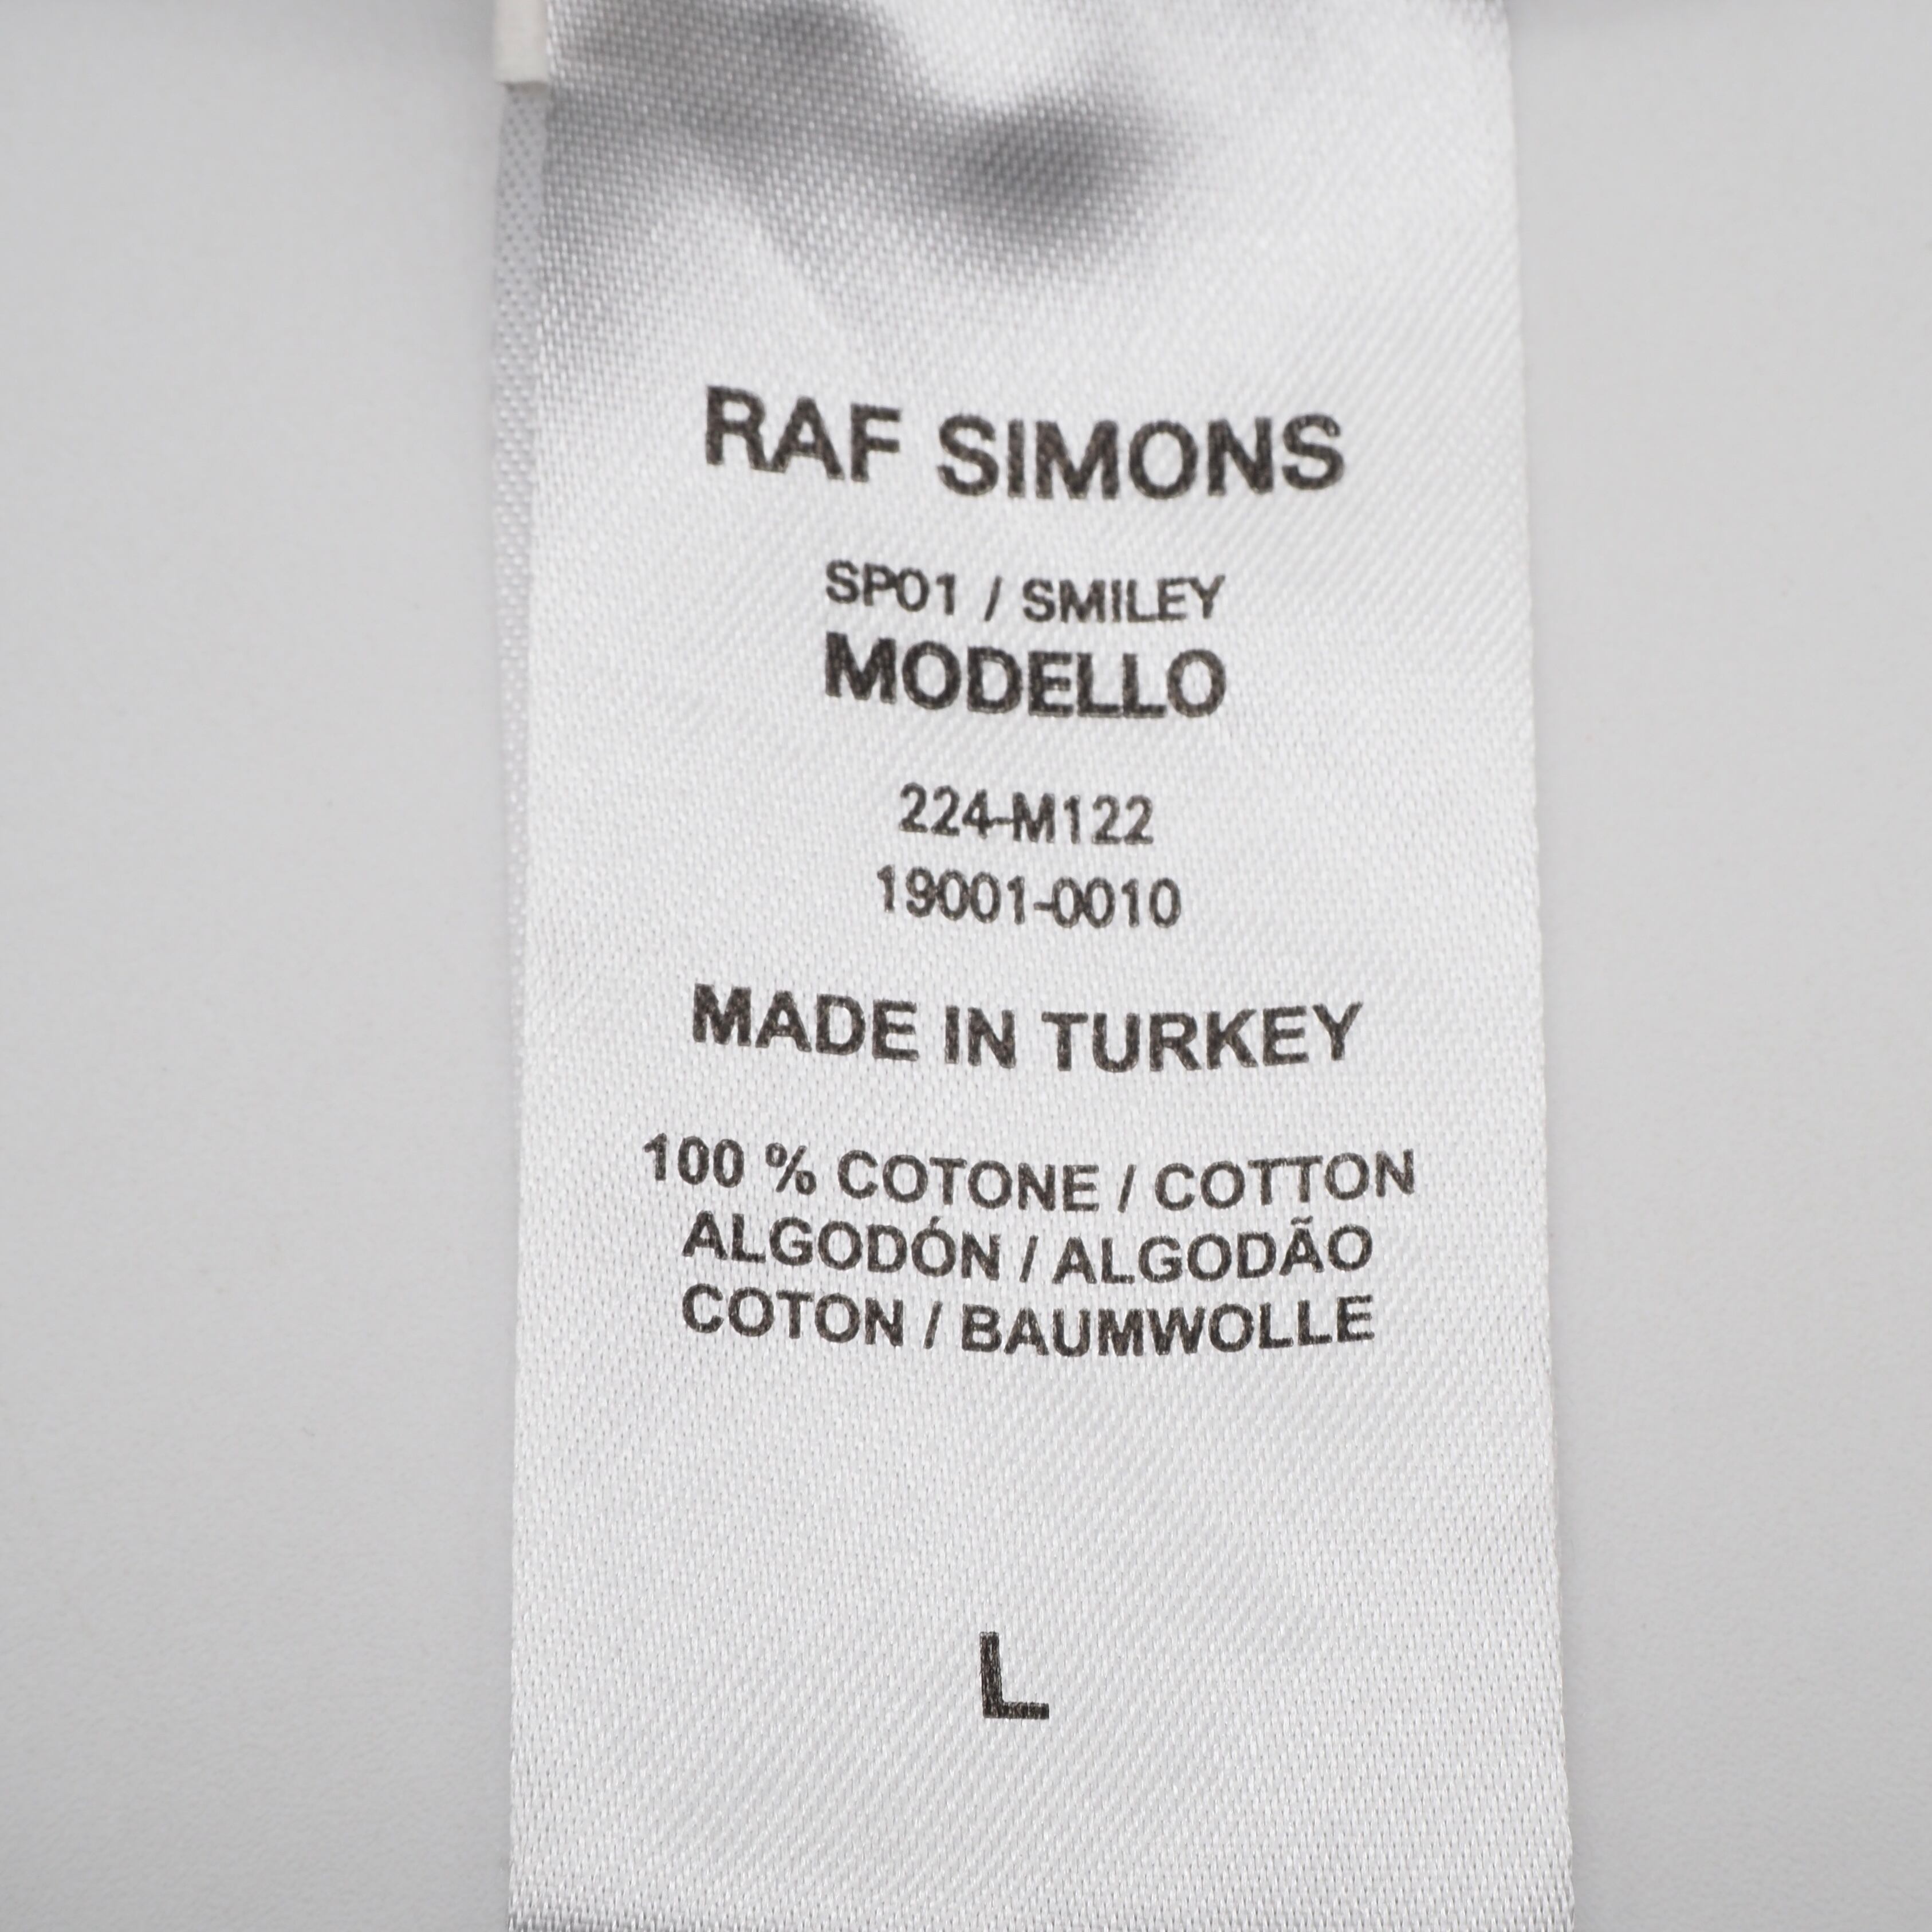 RAF SIMONS
SP01 / SMILEY
MODELLO
224-M122
19001-0010
MADE IN TURKEY
100 % COTONE / COTTON
ALGODÓN / ALGODÃO
COTON / BAUMWOLLE
L